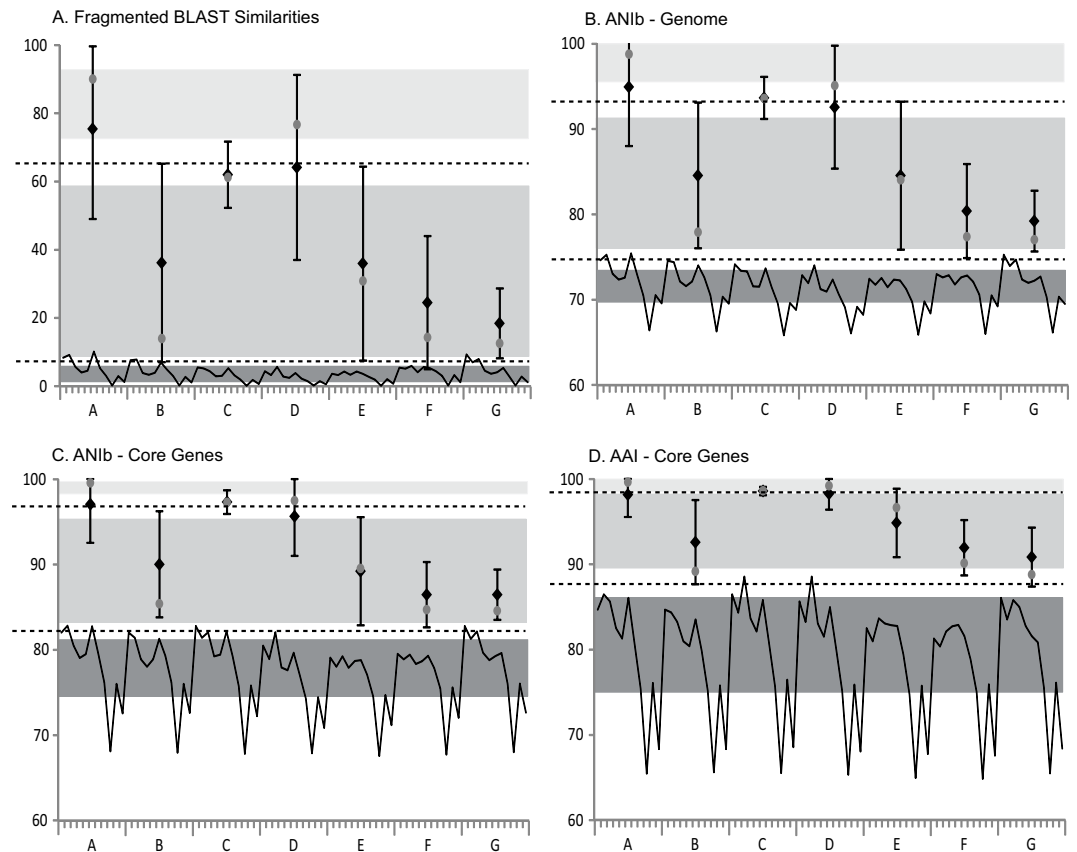 A. Fragmented BLAST Similarities
100
80
60
40
20
0
A B C D E F G
B. ANIb - Genome
100
90
80
70
60
A B C D E F G
C. ANIb - Core Genes
100
90
80
70
60
A B C D E F G
D. AAI - Core Genes
100
90
80
70
60
A B C D E F G